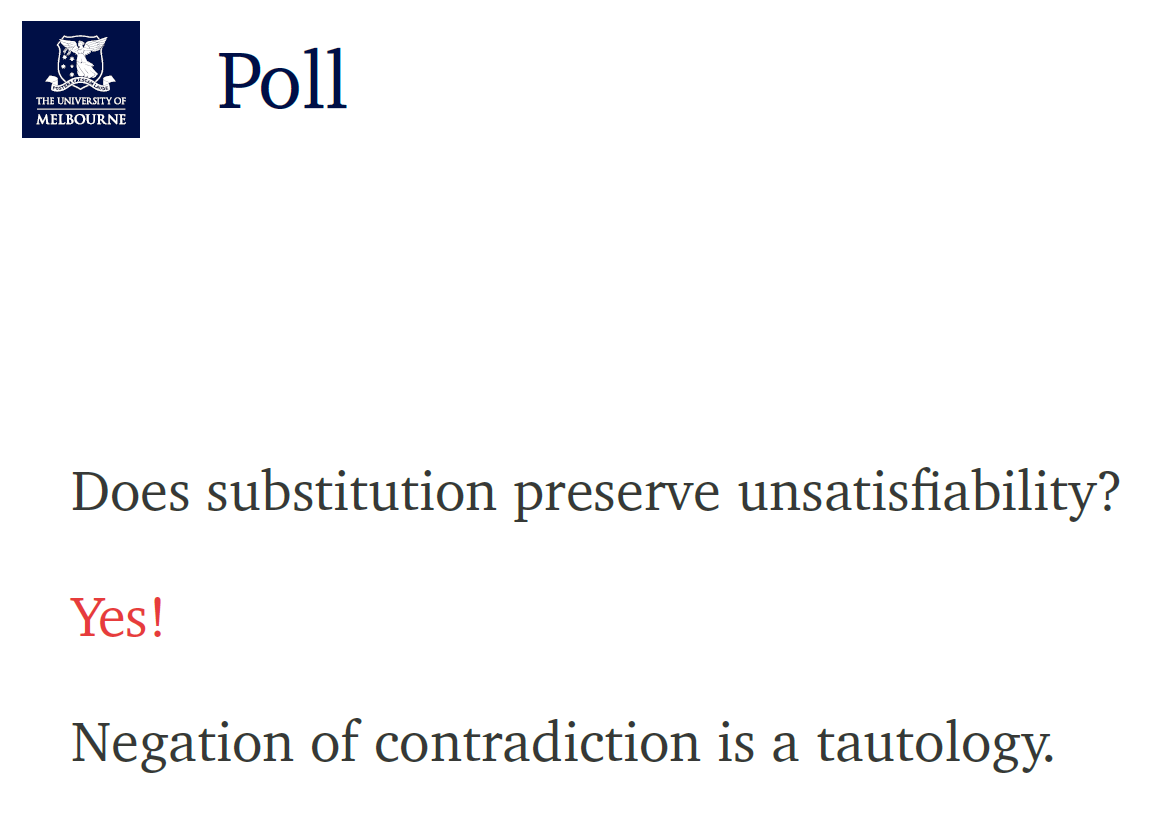 THE UNIVERSITY OF
MELBOURNE
Poll
Does substitution preserve unsatisfiability?
Yes!
Negation of contradiction is a tautology.